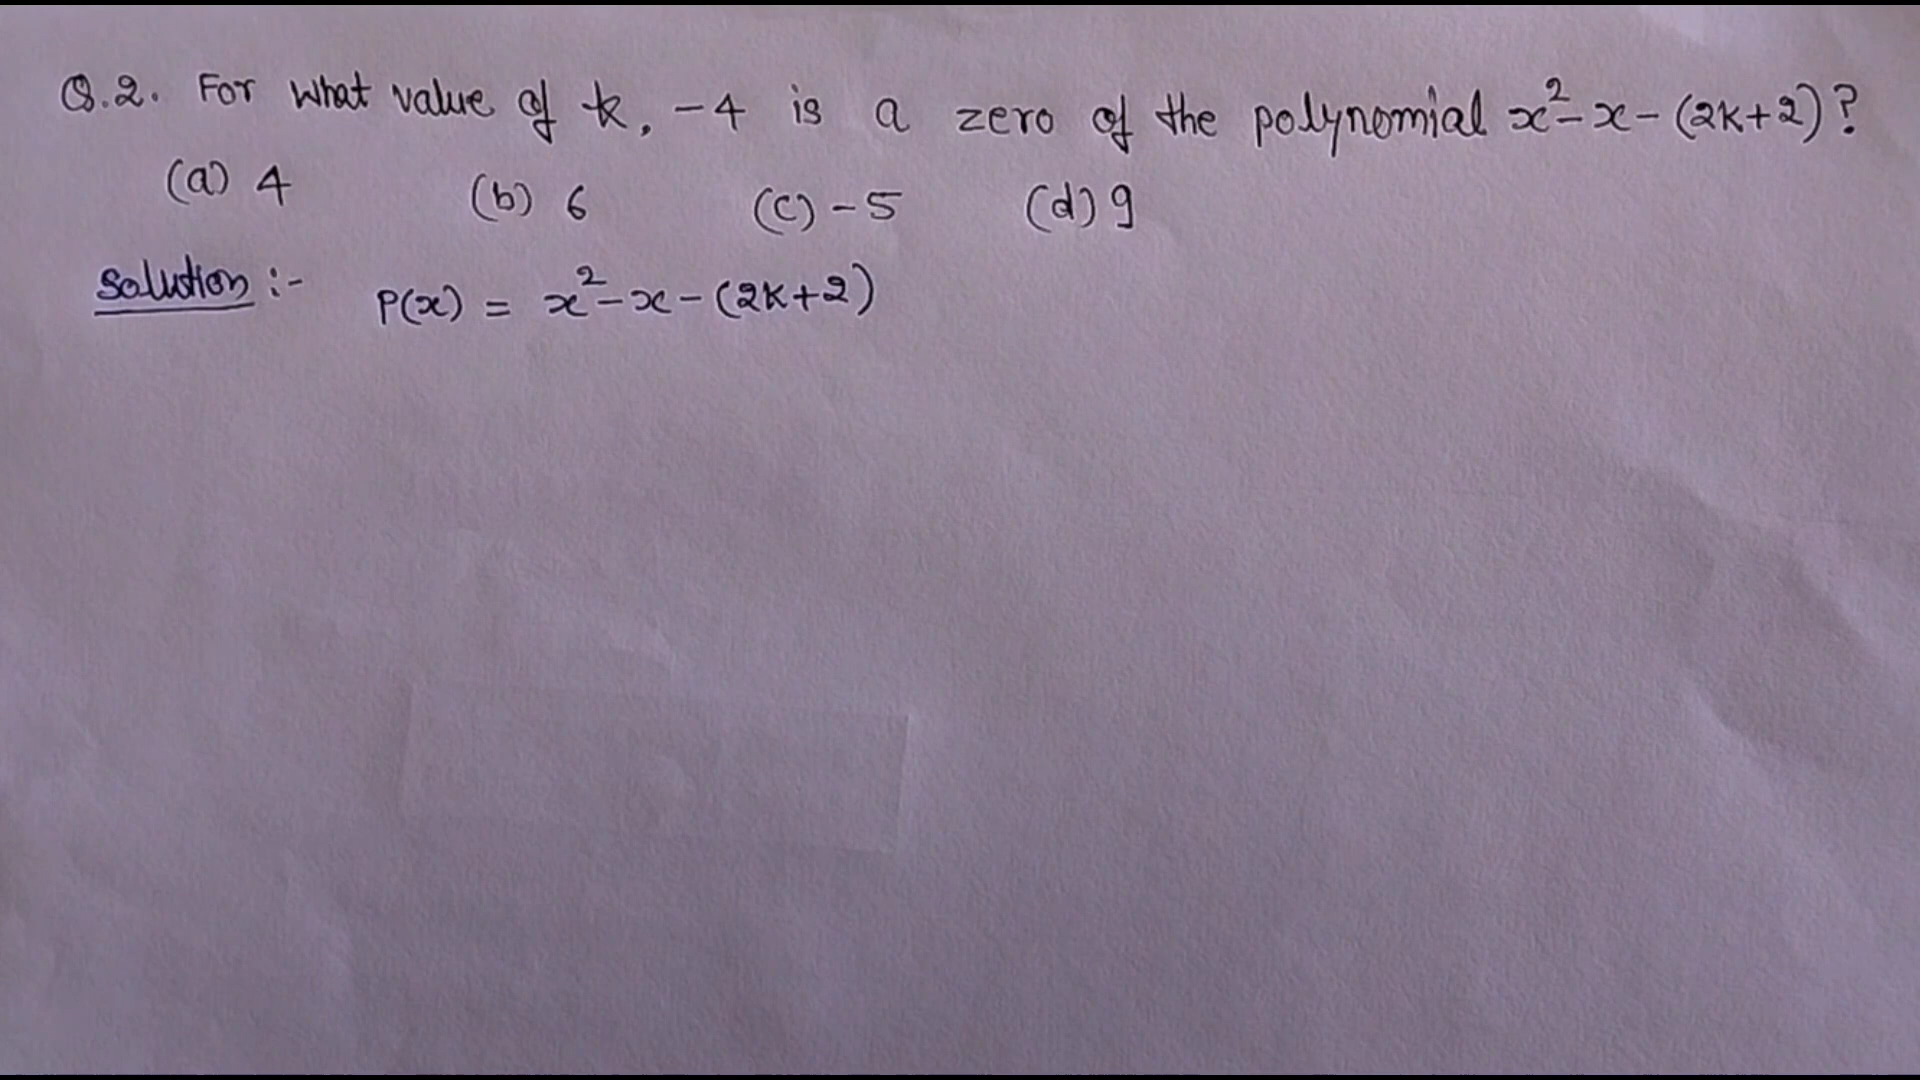 Q.2. For what value of k, -4 is a zero of the polynomial x²-x-(2k+2)?
(a) 4 (b) 6 (c) -5 (d) 9
Solution :- P(x) = x²-x-(2k+2)